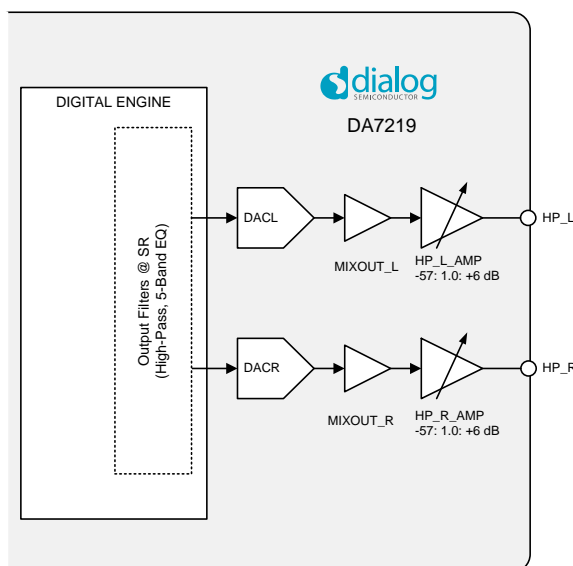 dialog
SEMICONDUCTOR
DA7219
DIGITAL ENGINE
Output Filters @ SR
(High-Pass, 5-Band EQ)
DACL
MIXOUT_L
HP_L_AMP
-57: 1.0: +6 dB
HP_L
DACR
MIXOUT_R
HP_R_AMP
-57: 1.0: +6 dB
HP_R